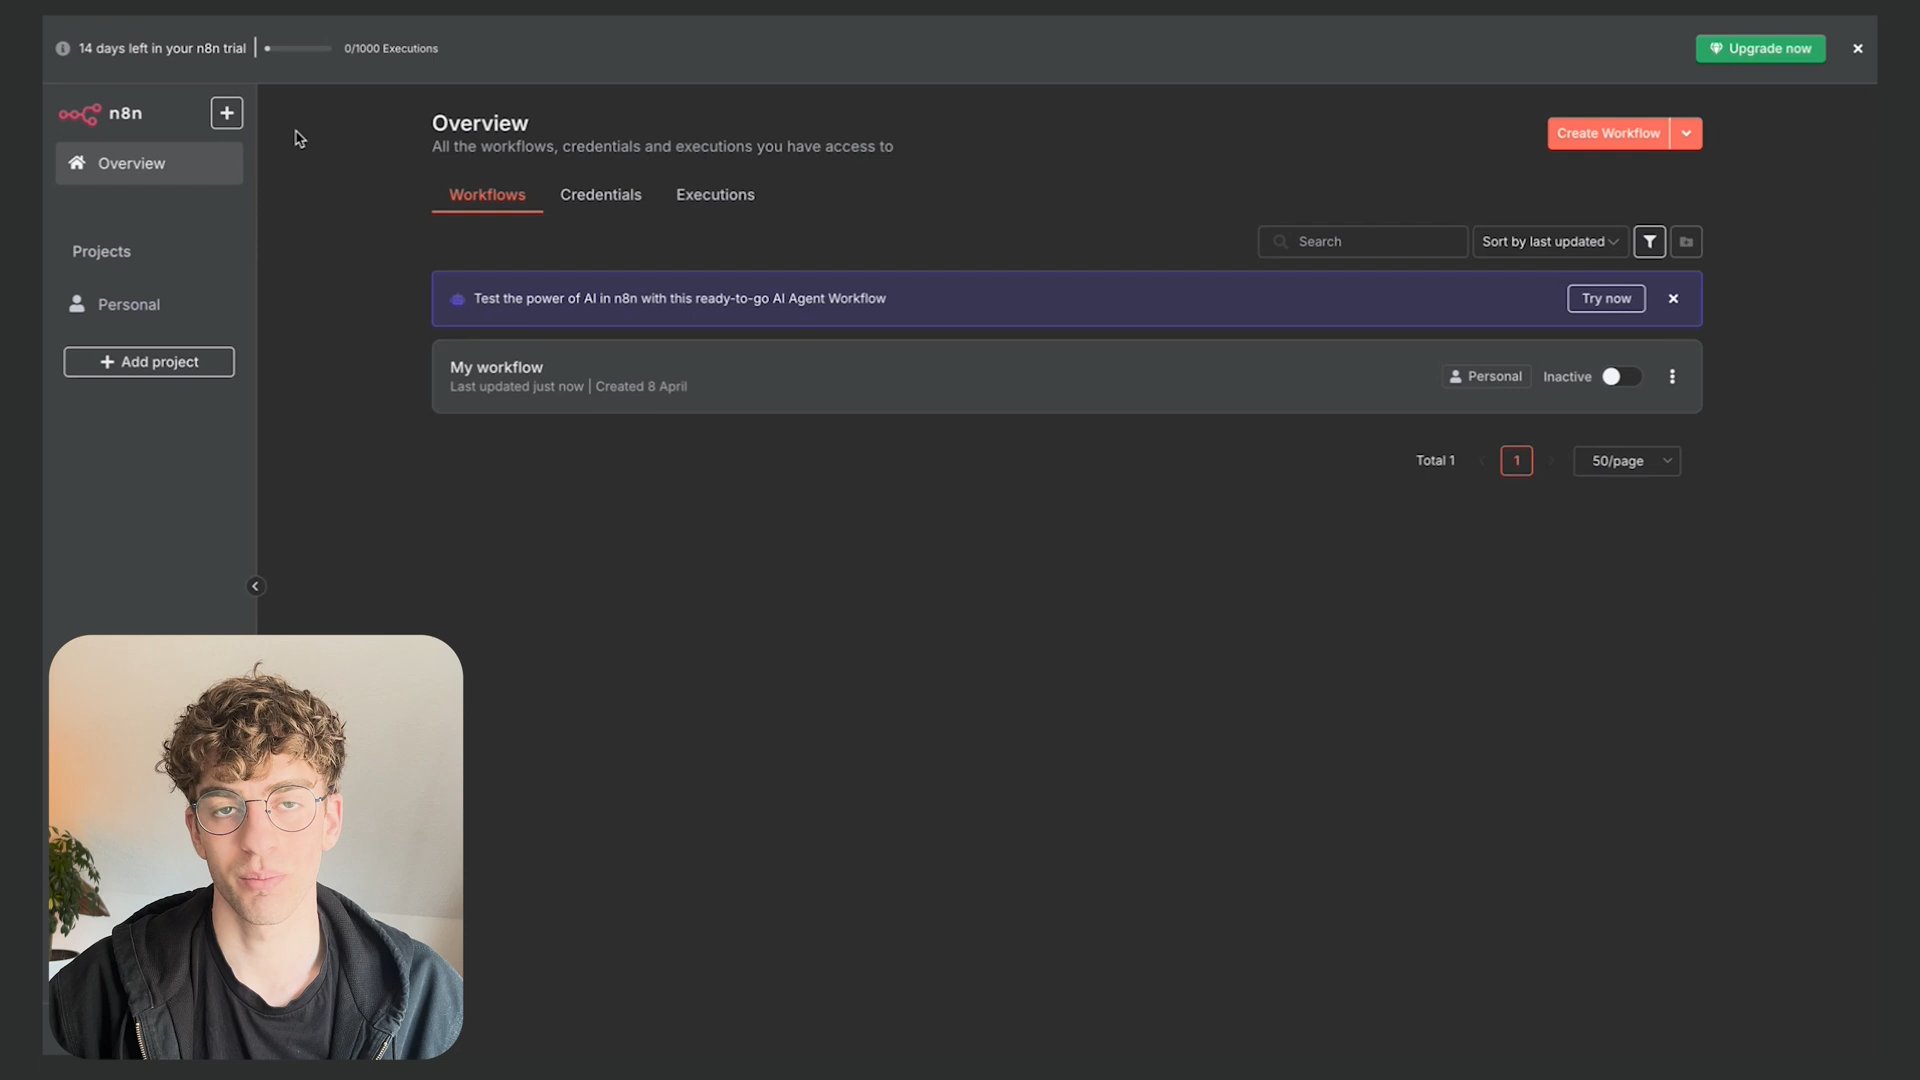 14 days left in your n8n trial
0/1000 Executions
Upgrade now
n8n
Overview
Projects
Personal
Add project
Overview
All the workflows, credentials and executions you have access to
Create Workflow
Workflows
Credentials
Executions
Search
Sort by last updated
Test the power of AI in n8n with this ready-to-go AI Agent Workflow
Try now
My workflow
Last updated just now | Created 8 April
Personal
Inactive
Total 1
1
50/page